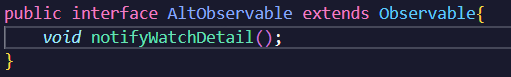 public interface AltObservable extends Observable{
    void notifyWatchDetail();
}